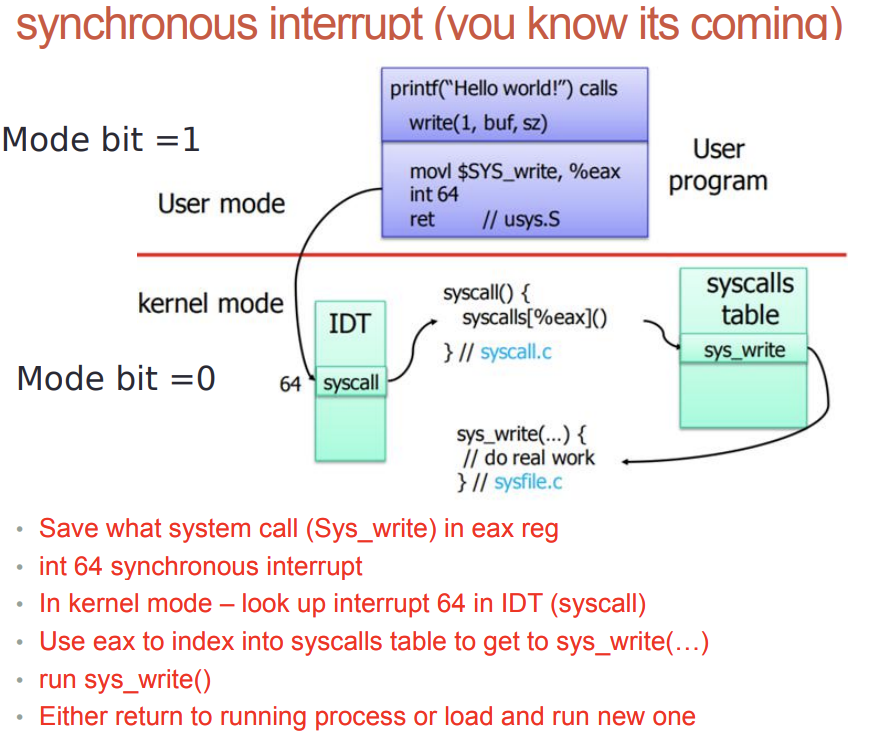 synchronous interrupt (you know its coming)
printf("Hello world!") calls
write(1, buf, sz)
Mode bit =1
User
program
movl $SYS_write, %eax
int 64
ret // usys.S
User mode
kernel mode
IDT
syscall() {
syscalls[%eax]()
} // syscall.c
syscalls
table
sys_write
Mode bit =0
64
syscall
sys_write(...) {
// do real work
} // sysfile.c
• Save what system call (Sys_write) in eax reg
• int 64 synchronous interrupt
• In kernel mode – look up interrupt 64 in IDT (syscall)
• Use eax to index into syscalls table to get to sys_write(…)
• run sys_write()
• Either return to running process or load and run new one